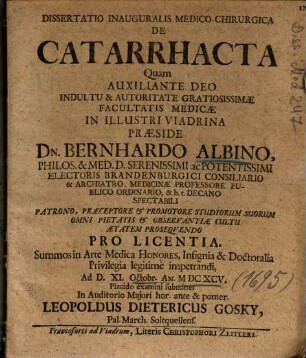 DISSERTATIO INAUGURALIS MEDICO-CHIRURGICA
DE
CATARRHACTA
Quam
AUXILIANTE DEO
INDULTU & AUTORITATE GRATIOSISSIMÆ
FACULTATIS MEDICÆ
IN ILLUSTRI VIADRINA
PRÆSIDE
DN. BERNHARDO ALBINO,
PHILOS. & MED. D. SERENISSIMI ac POTENTISSIMI
ELECTORIS BRANDENBURGICI CONSILIARIO
& ARCHIATRO, MEDICINÆ PROFESSORE PU-
BLICO ORDINARIO, & h. t. DECANO
SPECTABILI
PATRONO, PRÆCEPTORE & PROMOTORE STUDIORUM SUORUM
OMNI PIETATIS & OBSERVANTIÆ CULTU
ÆTATEM PROSEQVENDO
PRO LICENTIA.
Summos in Arte Medica HONORES, Insignia & Doctoralia
Privilegia legitime impetrandi,
Ad D. XI. Octobr. An. M DC XCV.
Placido examini submittet
In Auditorio Majori hor. ante & pomer.
LEOPOLDUS DIETERICUS GOSKY,
Pal. March. Soltquellens.
Francofurti ad Viadrum, Literis CHRISTOPHORI ZEITLERI.
(1695)